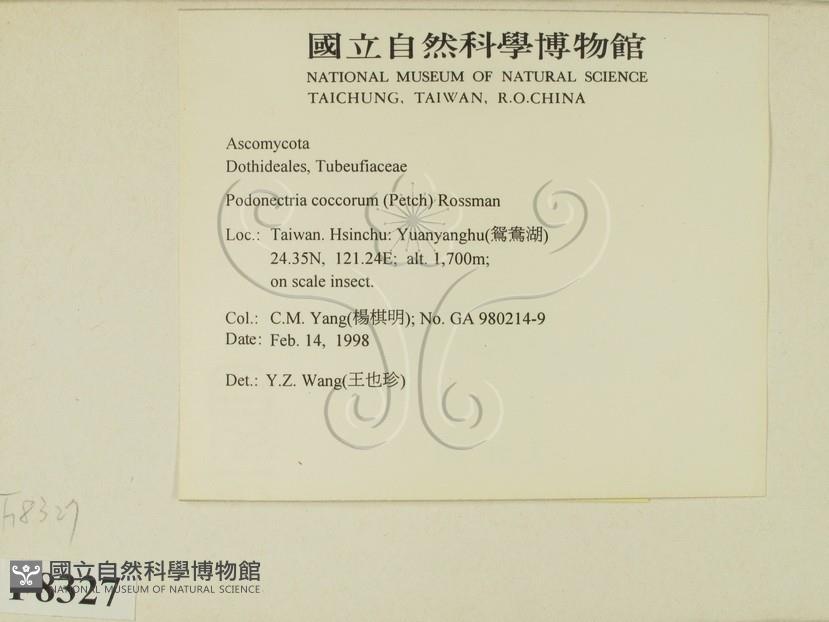 國立自然科學博物館
NATIONAL MUSEUM OF NATURAL SCIENCE
TAICHUNG, TAIWAN, R.O.CHINA
Ascomycota
Dothideales, Tubeufiaceae
Podonectria coccorum (Petch) Rossman
Loc.: Taiwan. Hsinchu: Yuanyanghu(鴛鴦湖)
24.35N, 121.24E; alt. 1,700m;
on scale insect.
Col.: C.M. Yang(楊棋明); No. GA 980214-9
Date: Feb. 14, 1998
Det.: Y.Z. Wang(王也珍)
F8327
國立自然科學博物館
NATIONAL MUSEUM OF NATURAL SCIENCE
F8327